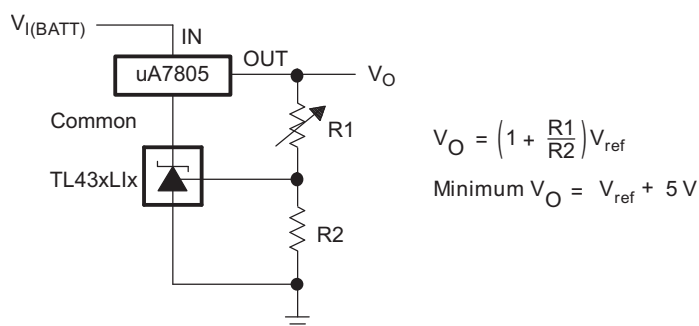 V_I(BATT)
IN
OUT
uA7805
V_O
Common
R1
V_O = (1 + R1/R2)V_ref
TL43xLIx
Minimum V_O = V_ref + 5 V
R2